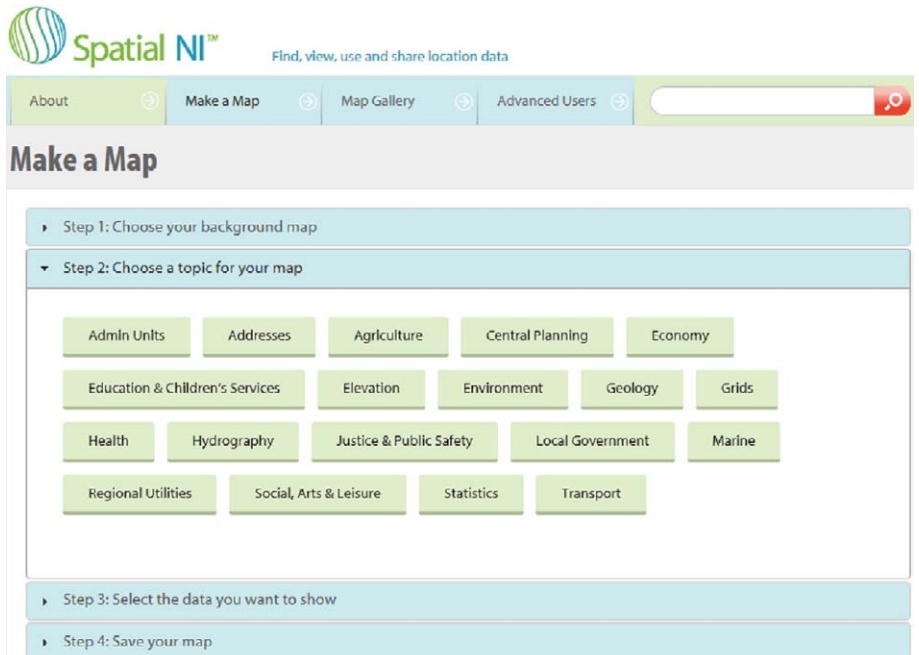 Spatial NI™
Find, view, use and share location data
About Make a Map Map Gallery Advanced Users
Make a Map
Step 1: Choose your background map
Step 2: Choose a topic for your map
Admin Units Addresses Agriculture Central Planning Economy
Education & Children's Services Elevation Environment Geology Grids
Health Hydrography Justice & Public Safety Local Government Marine
Regional Utilities Social, Arts & Leisure Statistics Transport
Step 3: Select the data you want to show
Step 4: Save your map